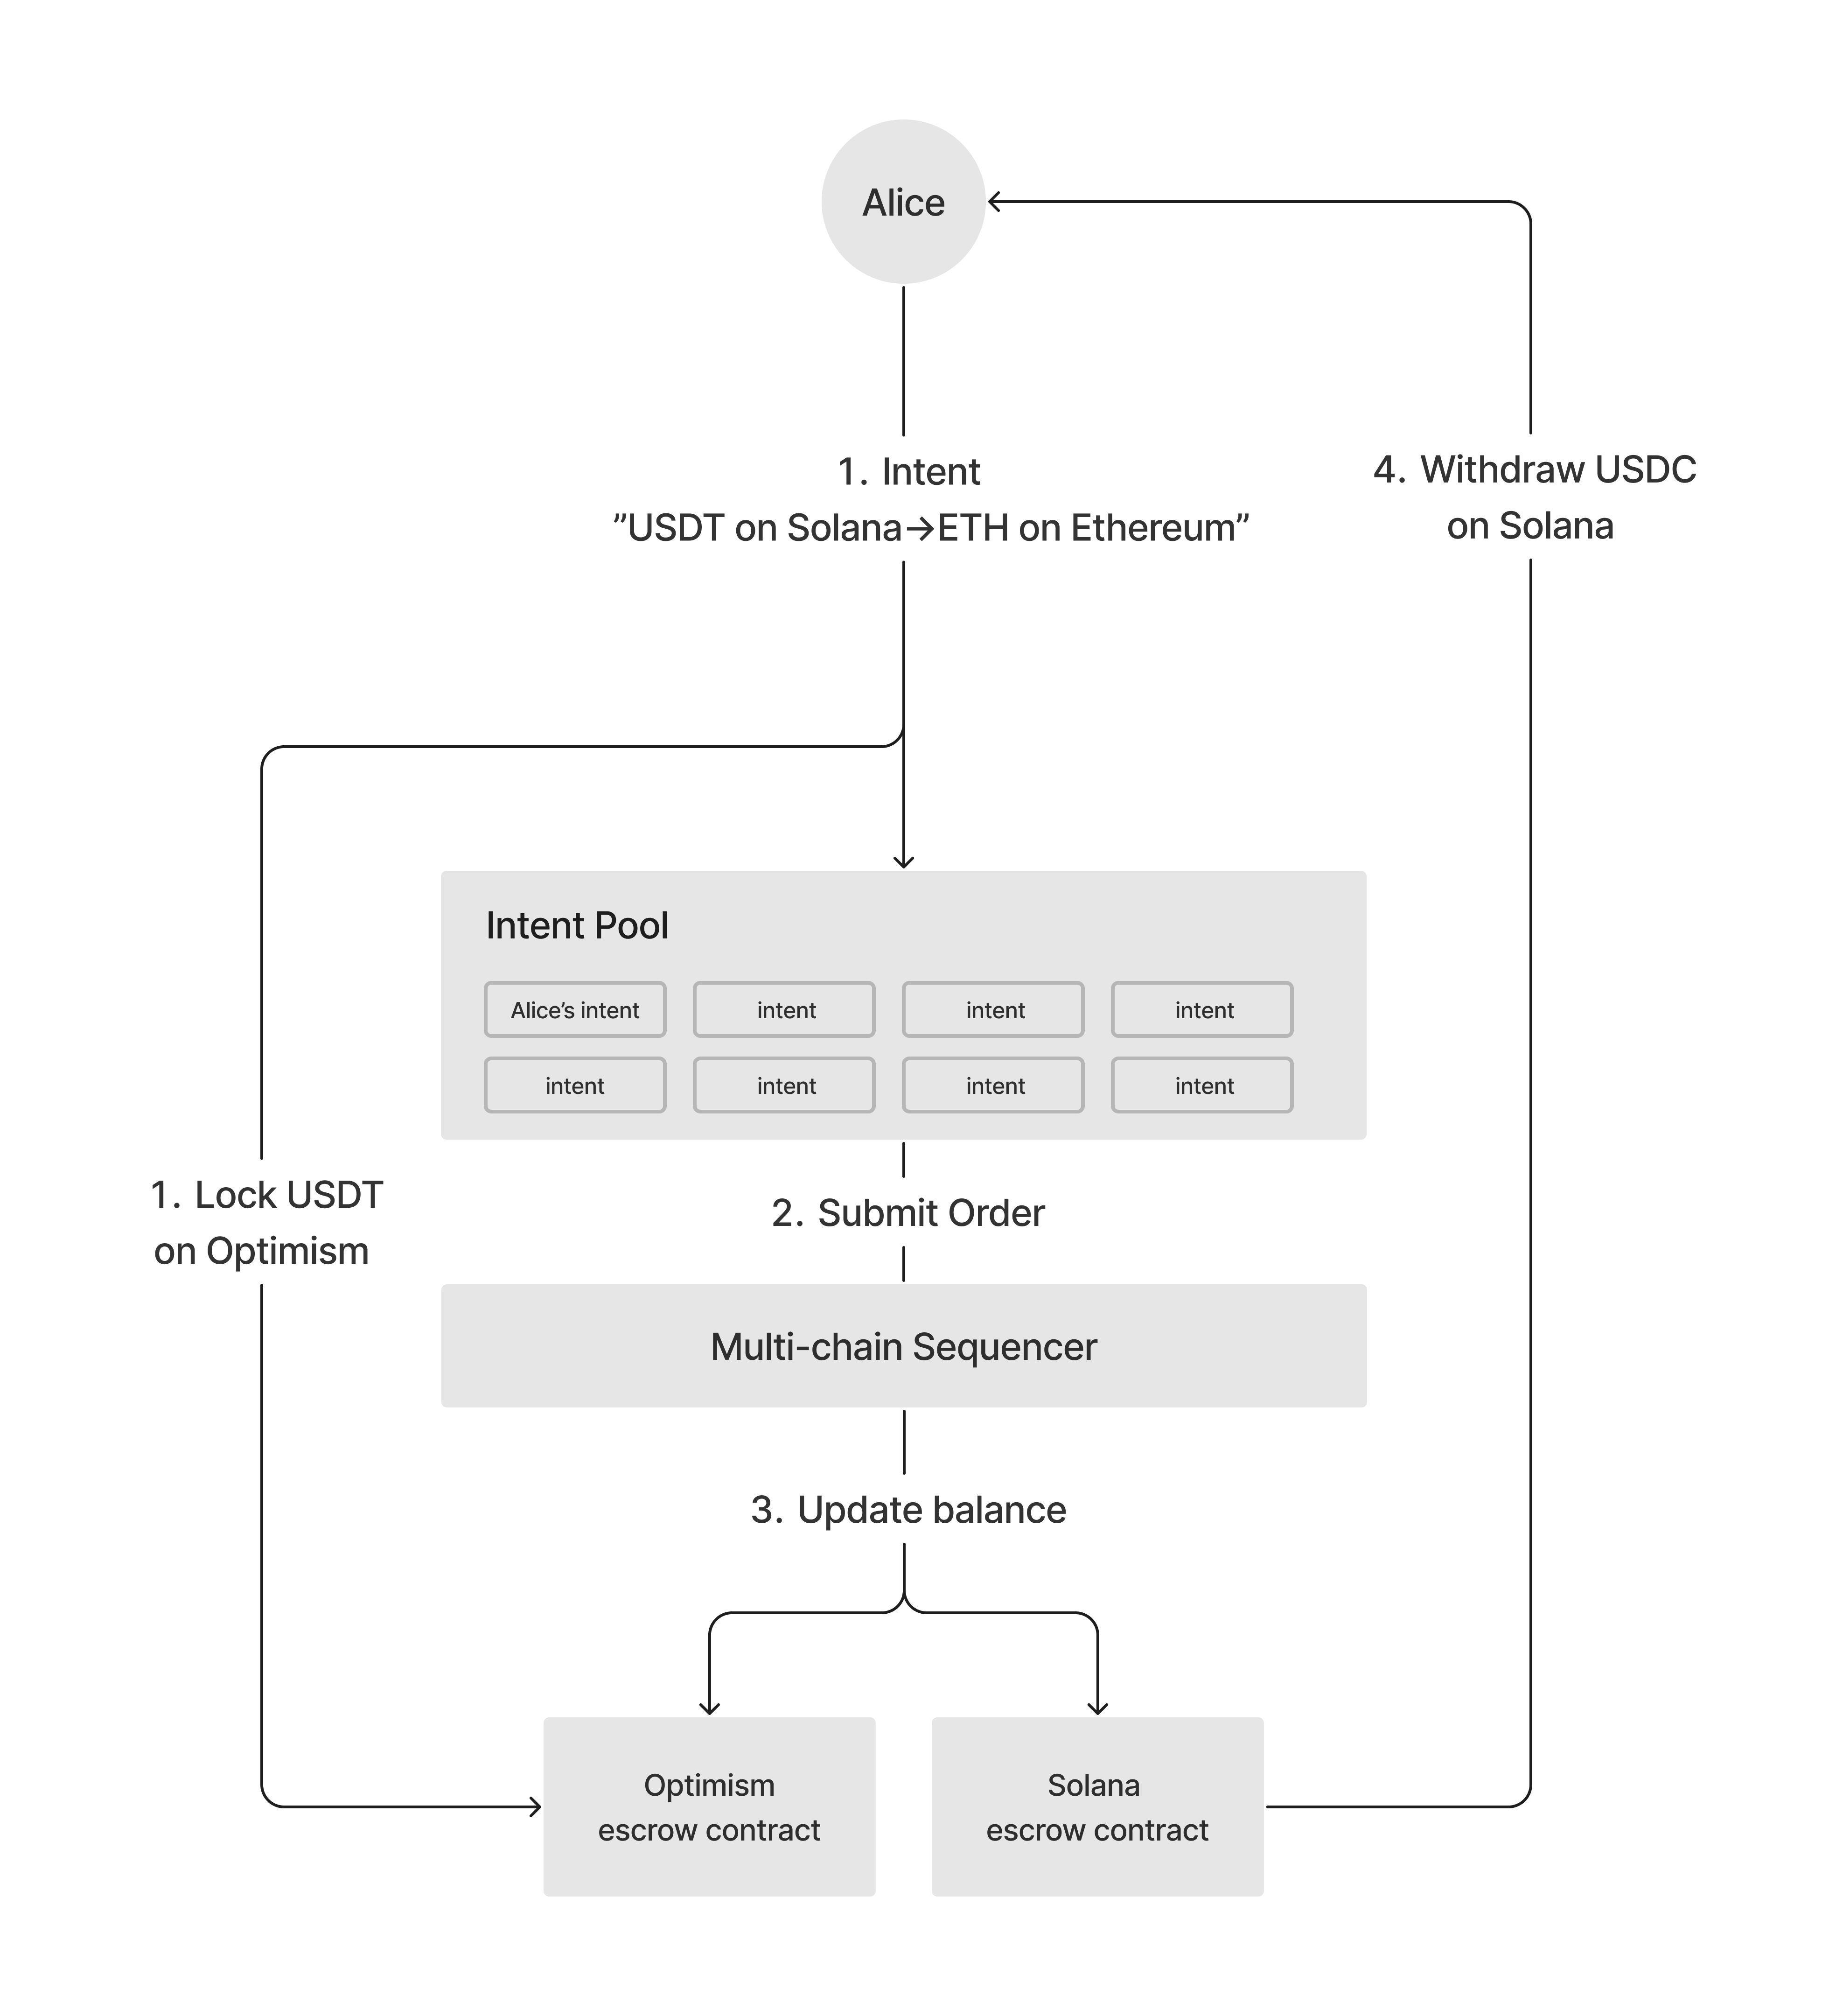 Alice
1. Intent
”USDT on Solana→ETH on Ethereum”
4. Withdraw USDC
on Solana
Intent Pool
Alice’s intent
intent
intent
intent
intent
intent
intent
intent
1. Lock USDT
on Optimism
2. Submit Order
Multi-chain Sequencer
3. Update balance
Optimism
escrow contract
Solana
escrow contract